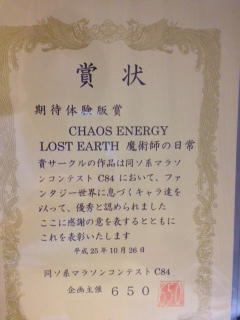 賞状
期待体験版賞
CHAOS ENERGY
LOST EARTH 魔術師の日常
貴サークルの作品は同ソ系マラソ
ンコンテスト C84 において、ファ
ンタジー世界に息づくキャラ達を
以って、優秀と認められました
ここに感謝の意を表するとともに
これを表彰いたします
平成 25 年 10 月 26 日
同ソ系マラソンコンテスト C84
企画主催 650
650